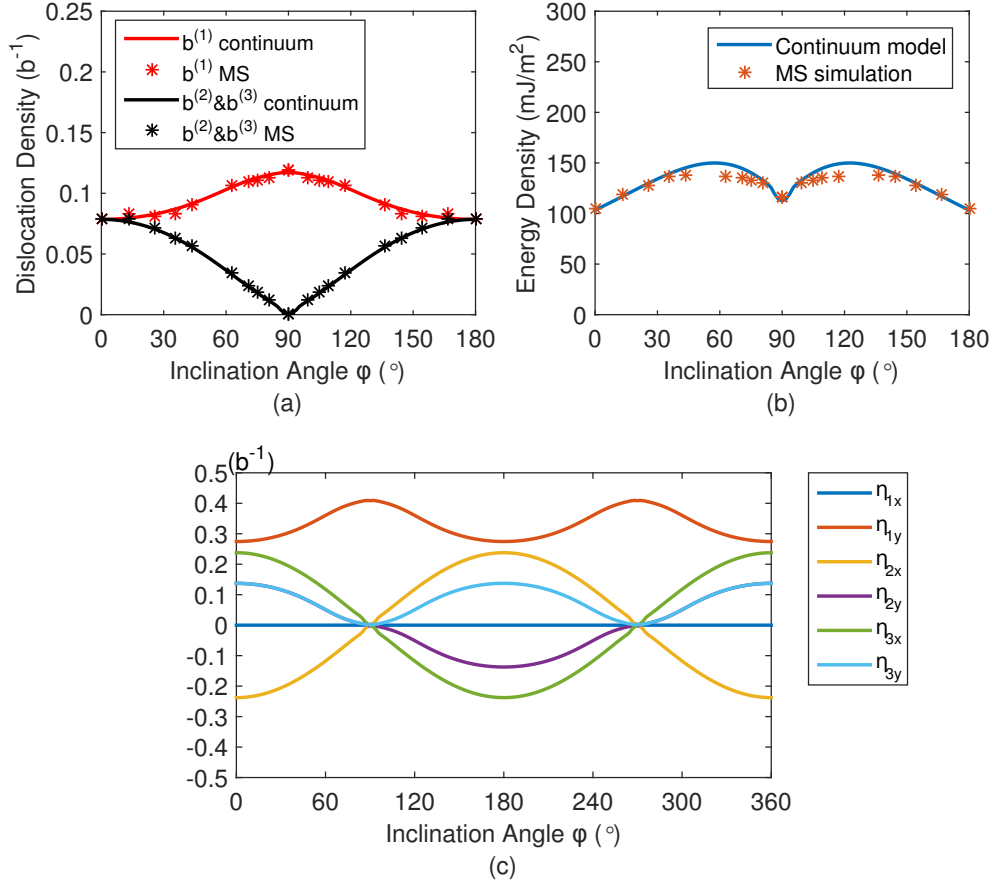 0.25
0.2
0.15
0.1
0.05
0
Dislocation Density (b⁻¹)
b⁽¹⁾ continuum
b⁽¹⁾ MS
b⁽²⁾&b⁽³⁾ continuum
b⁽²⁾&b⁽³⁾ MS
0 30 60 90 120 150 180
Inclination Angle φ (°)
(a)
300
250
200
150
100
50
0
Energy Density (mJ/m²)
Continuum model
MS simulation
0 30 60 90 120 150 180
Inclination Angle φ (°)
(b)
(b⁻¹)
0.5
0.4
0.3
0.2
0.1
0
-0.1
-0.2
-0.3
-0.4
-0.5
0 60 120 180 240 300 360
Inclination Angle φ (°)
(c)
η1x
η1y
η2x
η2y
η3x
η3y